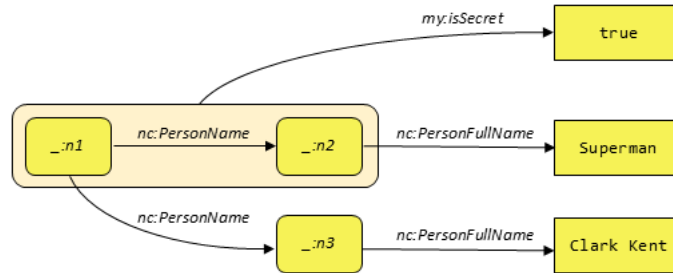 my:isSecret
true
_:n1
nc:PersonName
_:n2
nc:PersonFullName
Superman
nc:PersonName
_:n3
nc:PersonFullName
Clark Kent